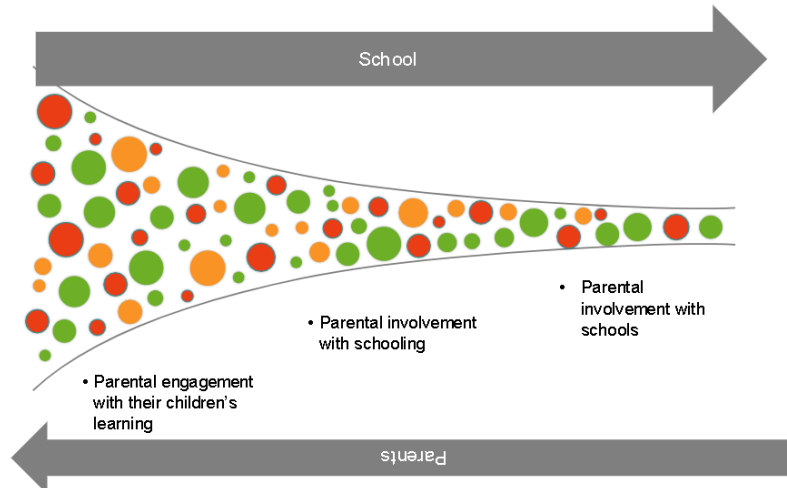 School
• Parental
involvement with
schools
• Parental involvement
with schooling
• Parental engagement
with their children's
learning
Parents